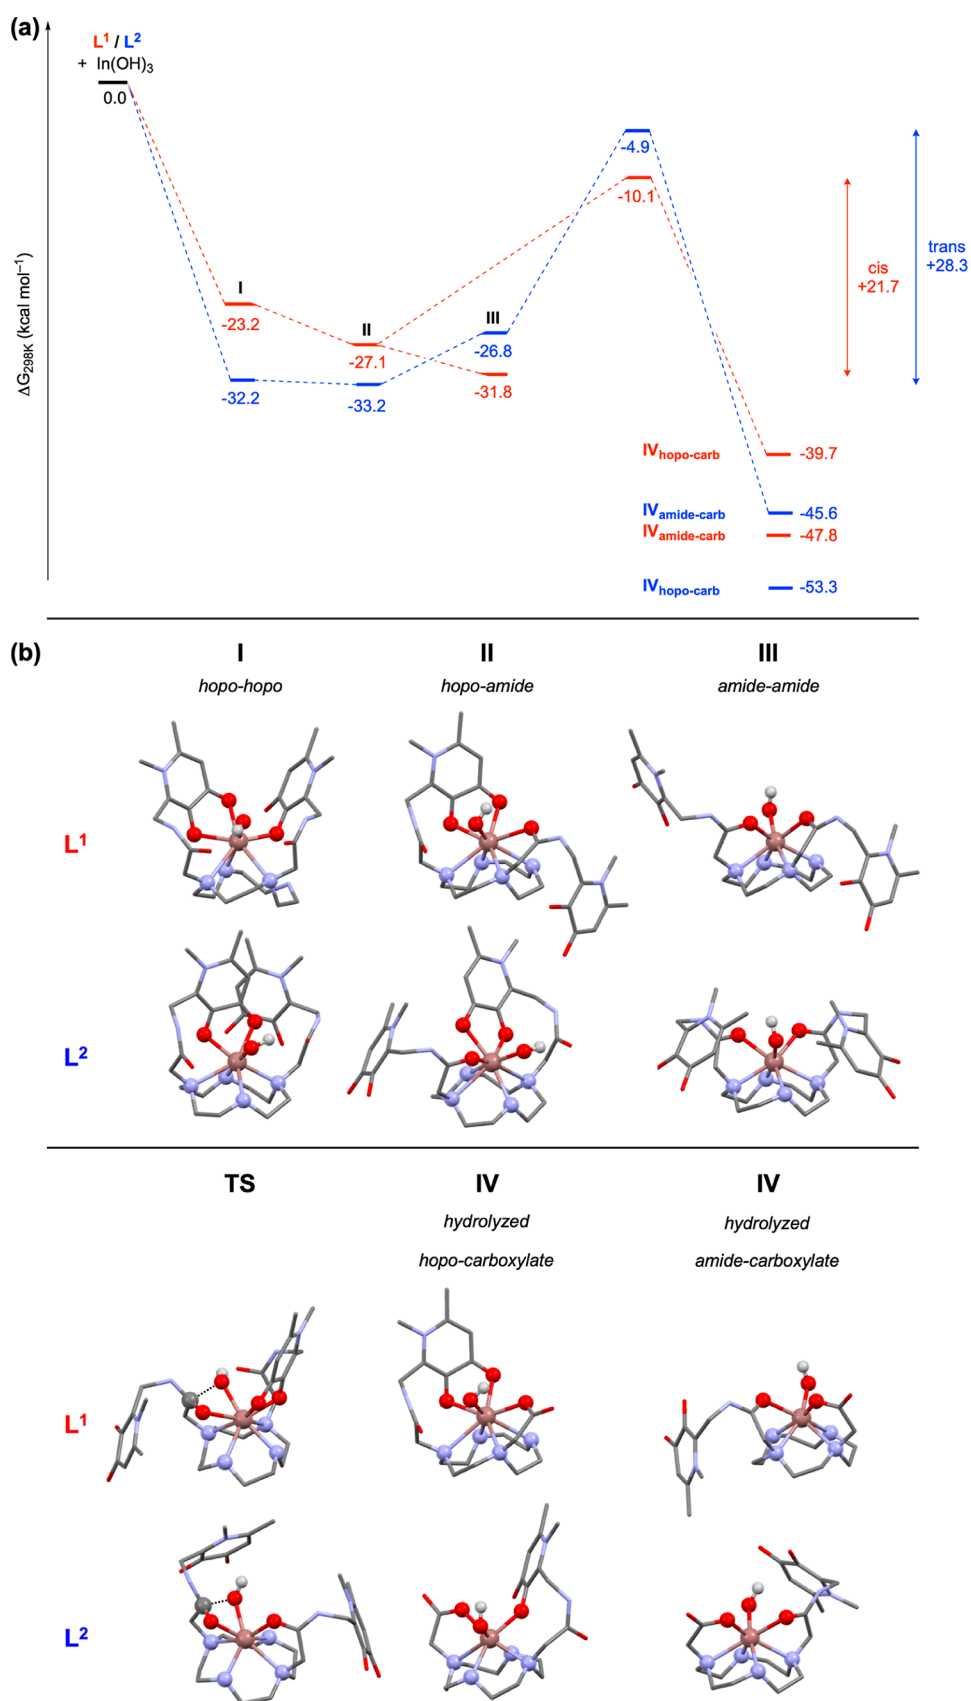 (a)
L¹ / L²
+ In(OH)₃
0.0
ΔG₂₉₈ₖ (kcal mol⁻¹)
-4.9
-10.1
trans
+28.3
cis
+21.7
I
-23.2
II
-27.1
III
-26.8
-32.2
-33.2
-31.8
IVhopo-carb -39.7
IVamide-carb -45.6
IVamide-carb -47.8
IVhopo-carb -53.3
(b)
I II III
hopo-hopo hopo-amide amide-amide
L¹
L²
TS IV IV
hydrolyzed hydrolyzed
hopo-carboxylate amide-carboxylate
L¹
L²